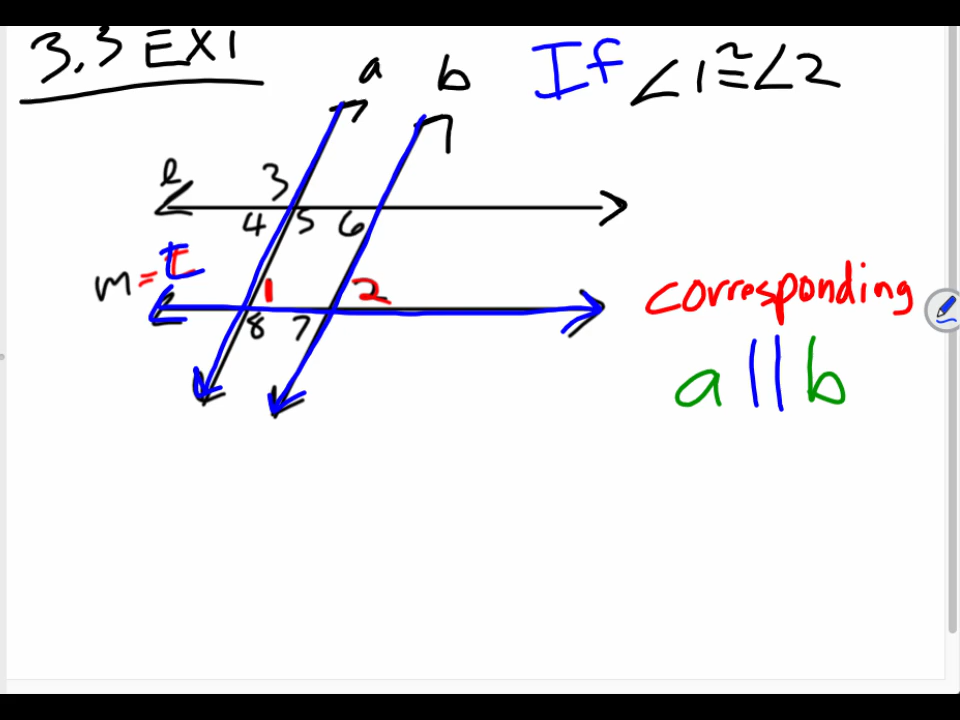 3.3 EX1
a b
If ∠1≅∠2
l
3
4 5 6
m=t
1 2
8 7
corresponding
a || b